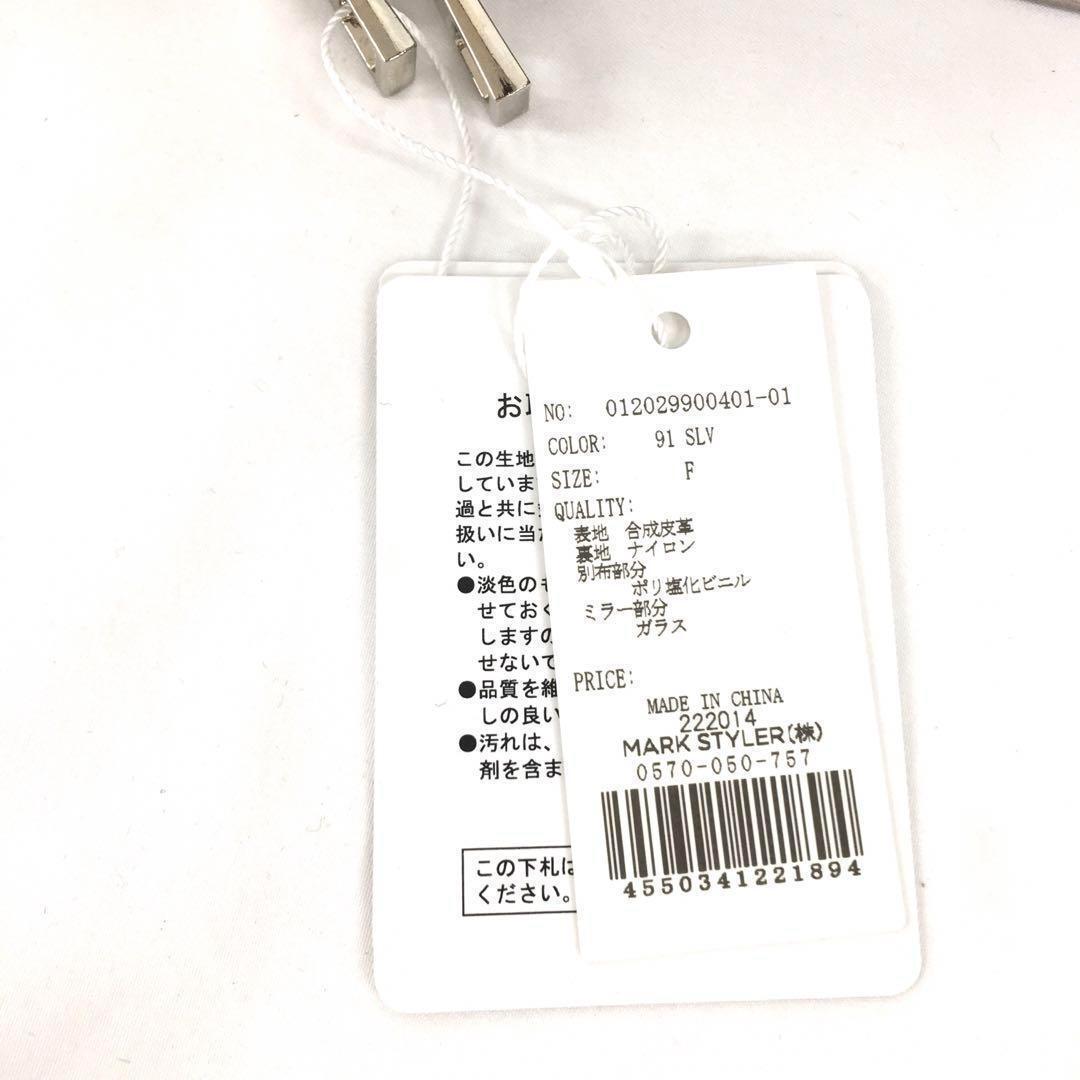 NO: 012029900401-01
COLOR: 91 SLV
SIZE: F
QUALITY:
表地 合成皮革
裏地 ナイロン
別布部分
ポリ塩化ビニル
ミラー部分
ガラス
PRICE:
MADE IN CHINA
222014
MARK STYLER(株)
0570-050-757
4550341221894
お
この生地
していま
過と共に
扱いに当
い。
●淡色の
せておく
しますの
せないで
●品質を維
しの良い
●汚れは、
剤を含ま
この下札は
ください。